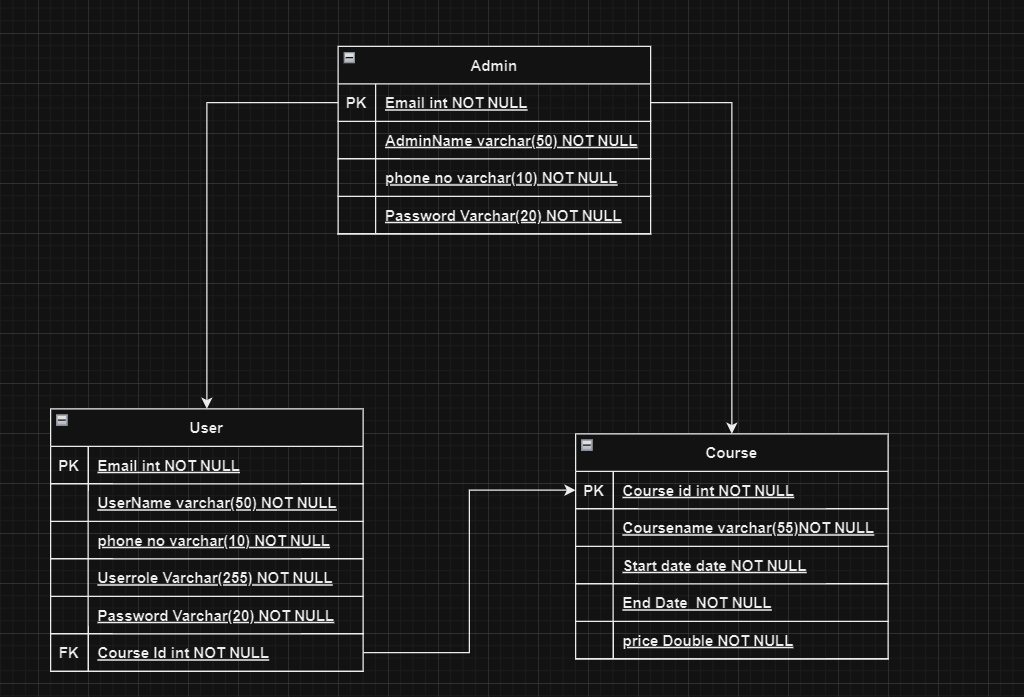 Admin
PK Email int NOT NULL
AdminName varchar(50) NOT NULL
phone no varchar(10) NOT NULL
Password Varchar(20) NOT NULL
User
PK Email int NOT NULL
UserName varchar(50) NOT NULL
phone no varchar(10) NOT NULL
Userrole Varchar(255) NOT NULL
Password Varchar(20) NOT NULL
FK Course Id int NOT NULL
Course
PK Course id int NOT NULL
Coursename varchar(55)NOT NULL
Start date date NOT NULL
End Date  NOT NULL
price Double NOT NULL